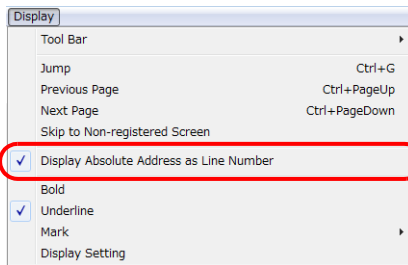 Display
Tool Bar
Jump Ctrl+G
Previous Page Ctrl+PageUp
Next Page Ctrl+PageDown
Skip to Non-registered Screen
Display Absolute Address as Line Number
Bold
Underline
Mark
Display Setting